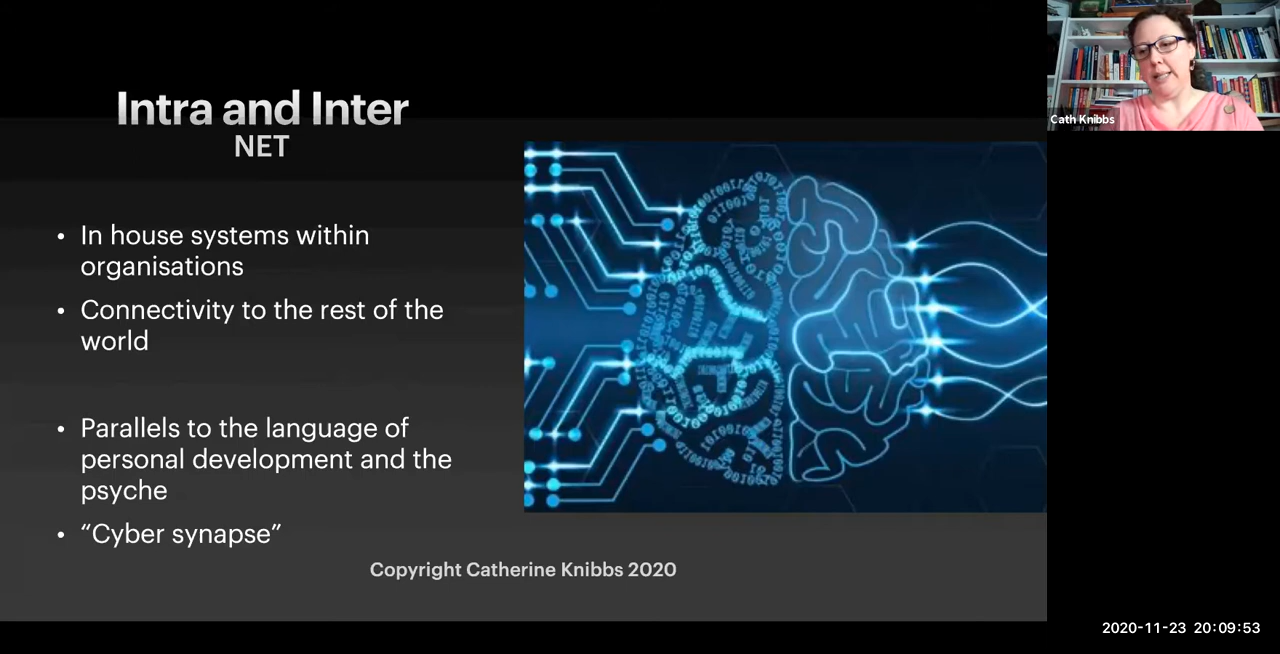 Intra and Inter
NET
• In house systems within
organisations
• Connectivity to the rest of the
world
• Parallels to the language of
personal development and the
psyche
• “Cyber synapse”
Copyright Catherine Knibbs 2020
Cath Knibbs
2020-11-23 20:09:53